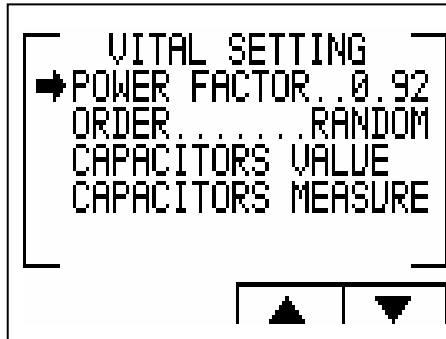 VITAL SETTING
POWER FACTOR..0.92
ORDER.......RANDOM
CAPACITORS VALUE
CAPACITORS MEASURE